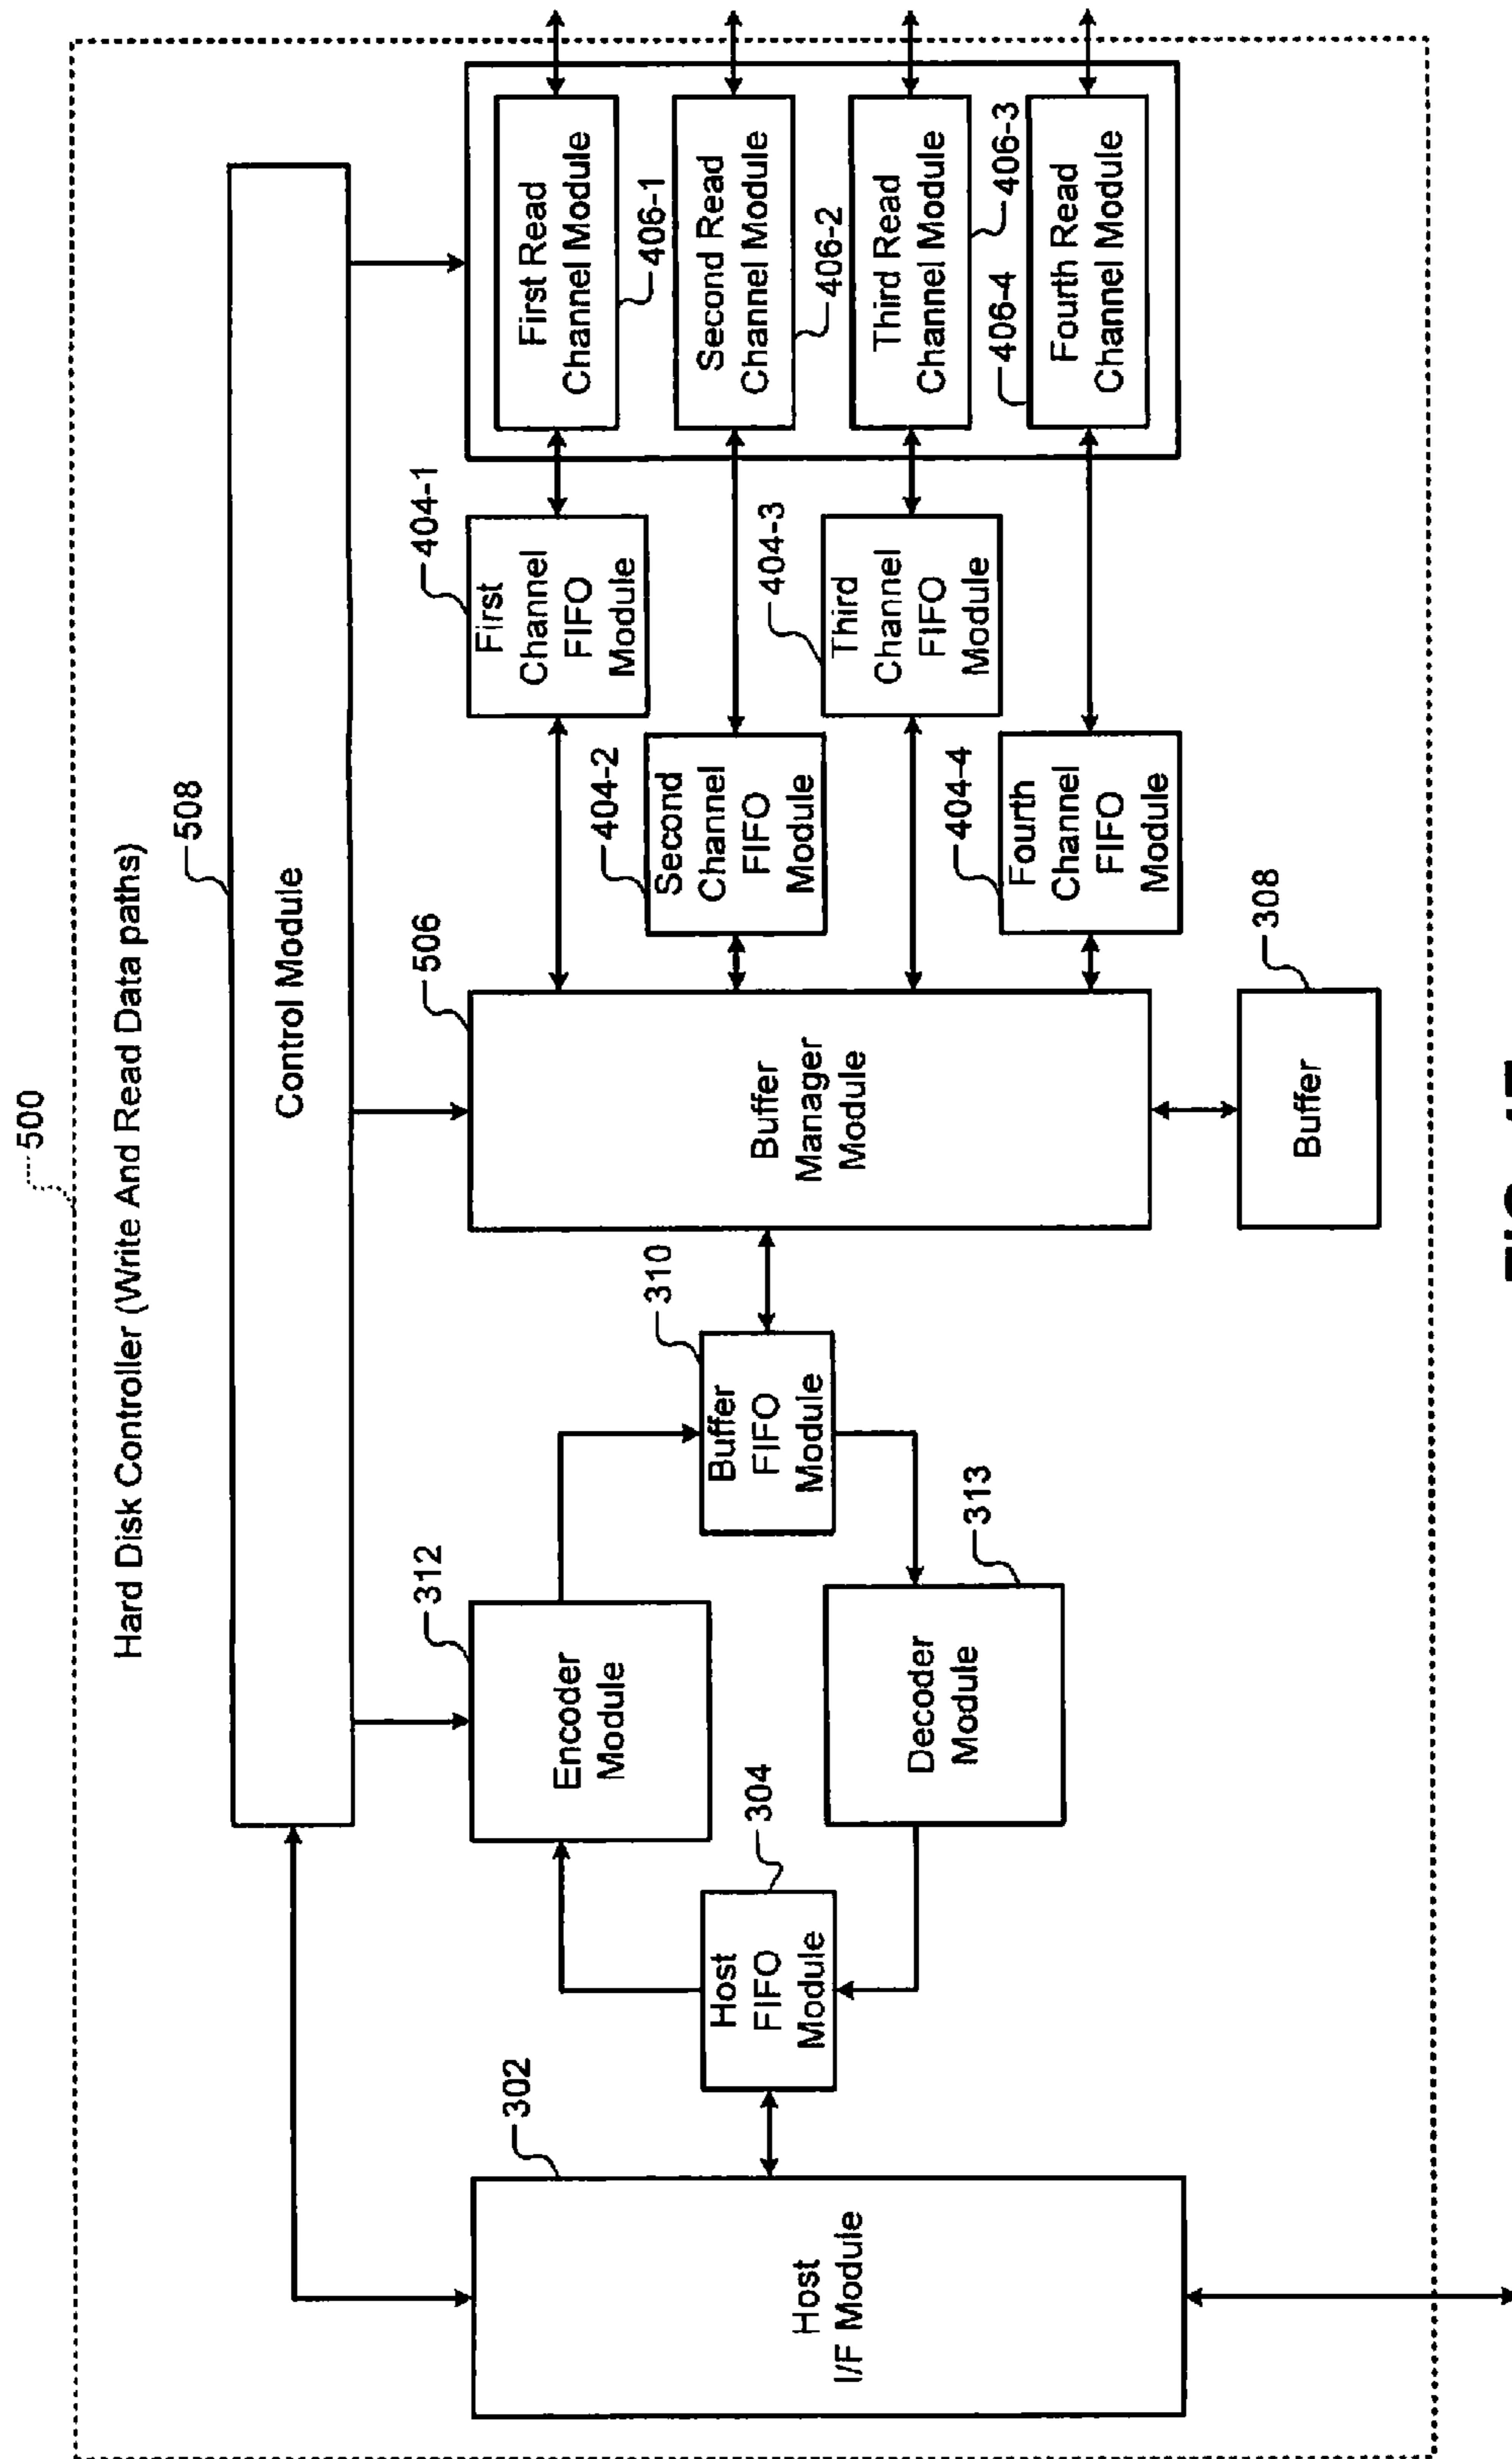 500
Hard Disk Controller (Write And Read Data paths)
508
Control Module
302
Host
I/F Module
304
Host
FIFO
Module
312
Encoder
Module
313
Decoder
Module
310
Buffer
FIFO
Module
506
Buffer
Manager
Module
308
Buffer
404-1
First
Channel
FIFO
Module
404-2
Second
Channel
FIFO
Module
404-3
Third
Channel
FIFO
Module
404-4
Fourth
Channel
FIFO
Module
First Read
Channel Module
406-1
Second Read
Channel Module
406-2
Third Read
Channel Module
406-3
406-4
Fourth Read
Channel Module